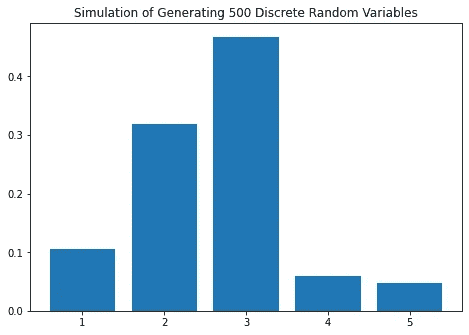 Simulation of Generating 500 Discrete Random Variables
0.4
0.3
0.2
0.1
0.0
1 2 3 4 5